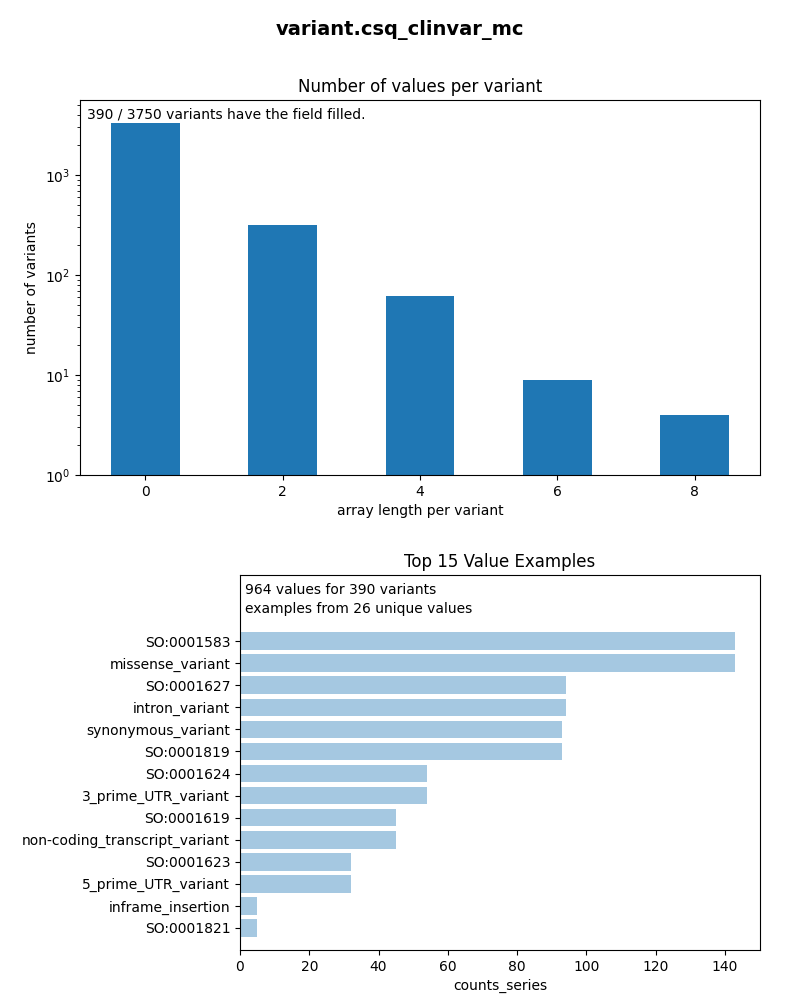 variant.csq_clinvar_mc
Number of values per variant
390 / 3750 variants have the field filled.
10³
10²
10¹
10⁰
number of variants
0 2 4 6 8
array length per variant
Top 15 Value Examples
964 values for 390 variants
examples from 26 unique values
SO:0001583
missense_variant
SO:0001627
intron_variant
synonymous_variant
SO:0001819
SO:0001624
3_prime_UTR_variant
SO:0001619
non-coding_transcript_variant
SO:0001623
5_prime_UTR_variant
inframe_insertion
SO:0001821
0 20 40 60 80 100 120 140
counts_series